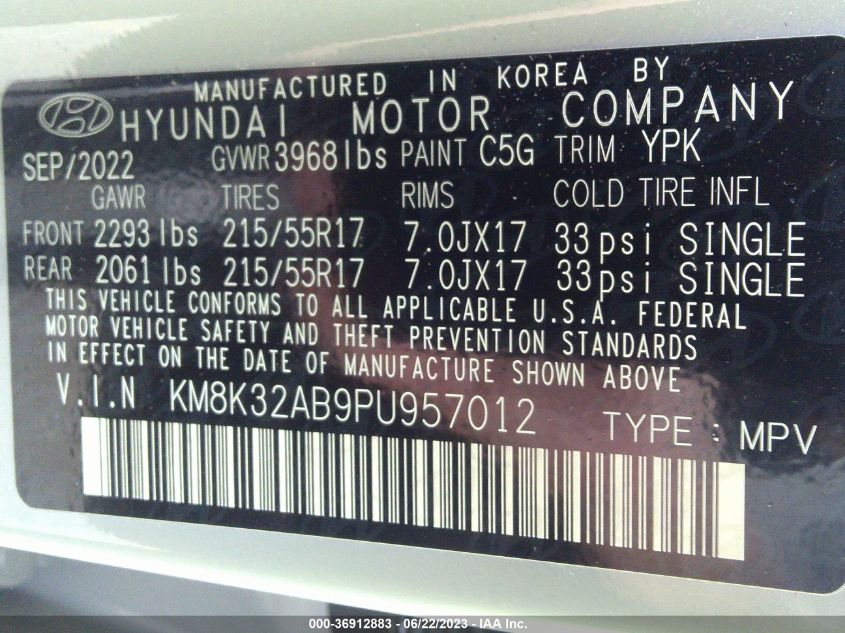 MANUFACTURED IN KOREA BY
HYUNDAI MOTOR COMPANY
SEP/2022 GVWR 3968 lbs PAINT C5G TRIM YPK
GAWR TIRES RIMS COLD TIRE INFL
FRONT 2293 lbs 215/55R17 7.0JX17 33psi SINGLE
REAR 2061 lbs 215/55R17 7.0JX17 33psi SINGLE
THIS VEHICLE CONFORMS TO ALL APPLICABLE U.S.A. FEDERAL
MOTOR VEHICLE SAFETY AND THEFT PREVENTION STANDARDS
IN EFFECT ON THE DATE OF MANUFACTURE SHOWN ABOVE
V.I.N KM8K32AB9PU957012 TYPE : MPV
000-36912883 - 06/22/2023 - IAA Inc.